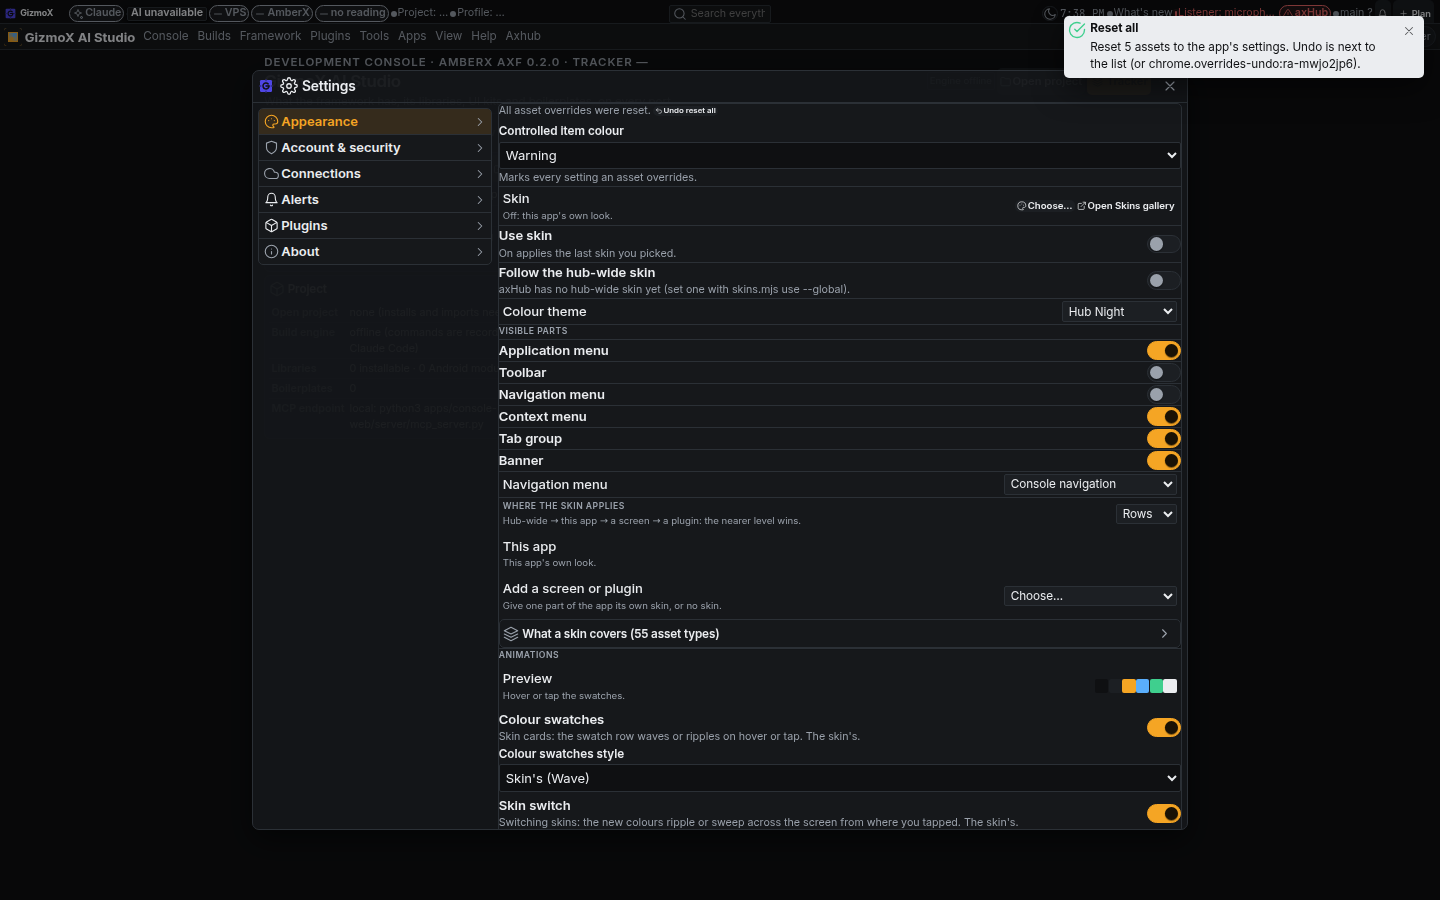 GizmoX
Claude
AI unavailable
VPS
AmberX
no reading
Project: ...
Profile: ...
Search everyth
7:38 PM
What's new
Listener: microph...
axHub
main ?
Plan
GizmoX AI Studio
Console
Builds
Framework
Plugins
Tools
Apps
View
Help
Axhub
Reset all
Reset 5 assets to the app's settings. Undo is next to
the list (or chrome.overrides-undo:ra-mwjo2jp6).
DEVELOPMENT CONSOLE · AMBERX AXF 0.2.0 · TRACKER —
Settings
Appearance
Account & security
Connections
Alerts
Plugins
About
Project
All asset overrides were reset. Undo reset all
Controlled item colour
Warning
Marks every setting an asset overrides.
Skin
Off: this app's own look.
Choose...
Open Skins gallery
Use skin
On applies the last skin you picked.
Follow the hub-wide skin
axHub has no hub-wide skin yet (set one with skins.mjs use --global).
Colour theme
Hub Night
VISIBLE PARTS
Application menu
Toolbar
Navigation menu
Context menu
Tab group
Banner
Navigation menu
Console navigation
WHERE THE SKIN APPLIES
Hub-wide → this app → a screen → a plugin: the nearer level wins.
Rows
This app
This app's own look.
Add a screen or plugin
Give one part of the app its own skin, or no skin.
Choose...
What a skin covers (55 asset types)
ANIMATIONS
Preview
Hover or tap the swatches.
Colour swatches
Skin cards: the swatch row waves or ripples on hover or tap. The skin's.
Colour swatches style
Skin's (Wave)
Skin switch
Switching skins: the new colours ripple or sweep across the screen from where you tapped. The skin's.